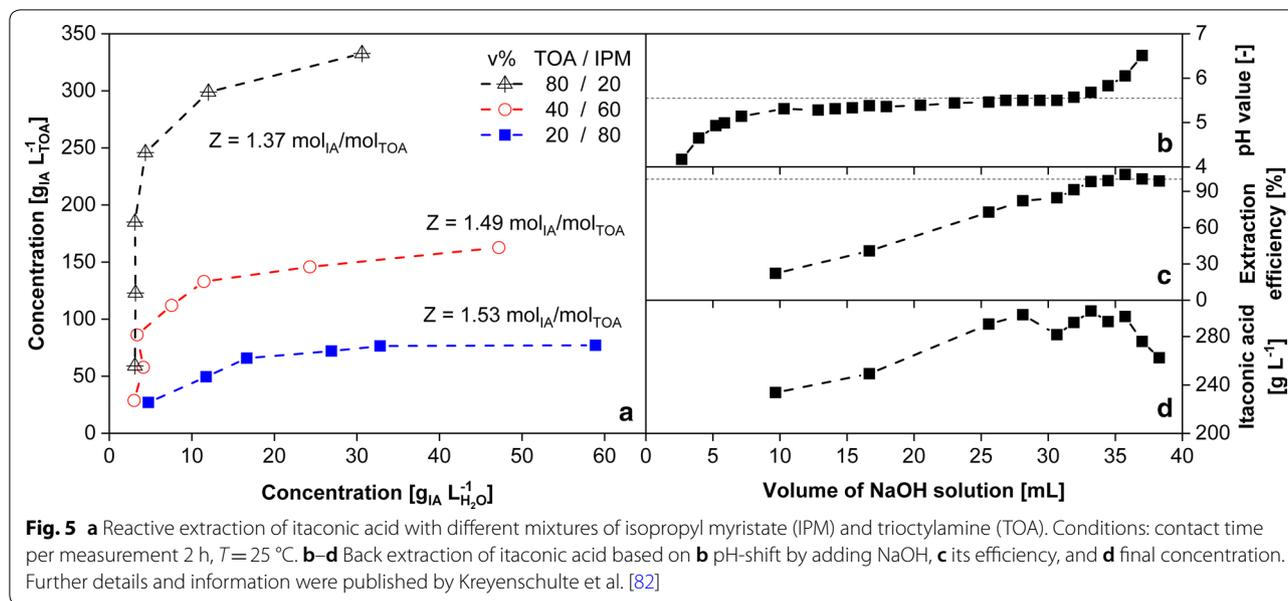 350
300
250
200
150
100
50
0
Concentration [g_IA L⁻¹_TOA]
v% TOA / IPM
80 / 20
40 / 60
20 / 80
Z = 1.37 mol_IA/mol_TOA
Z = 1.49 mol_IA/mol_TOA
Z = 1.53 mol_IA/mol_TOA
a
0 10 20 30 40 50 60
Concentration [g_IA L⁻¹_H₂O]
7
6
5
4
pH value [-]
b
90
60
30
0
Extraction
efficiency [%]
c
280
240
200
Itaconic acid
[g L⁻¹]
d
0 5 10 15 20 25 30 35 40
Volume of NaOH solution [mL]
Fig. 5 a Reactive extraction of itaconic acid with different mixtures of isopropyl myristate (IPM) and trioctylamine (TOA). Conditions: contact time
per measurement 2 h, T = 25 °C. b–d Back extraction of itaconic acid based on b pH-shift by adding NaOH, c its efficiency, and d final concentration.
Further details and information were published by Kreyenschulte et al. [82]